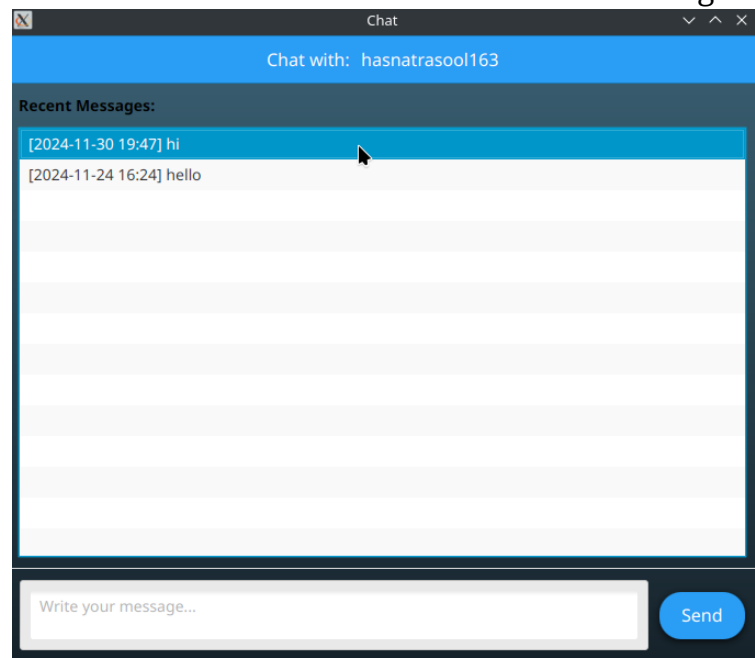 Chat
Chat with: hasnatrasool163
Recent Messages:
[2024-11-30 19:47] hi
[2024-11-24 16:24] hello
Write your message...
Send